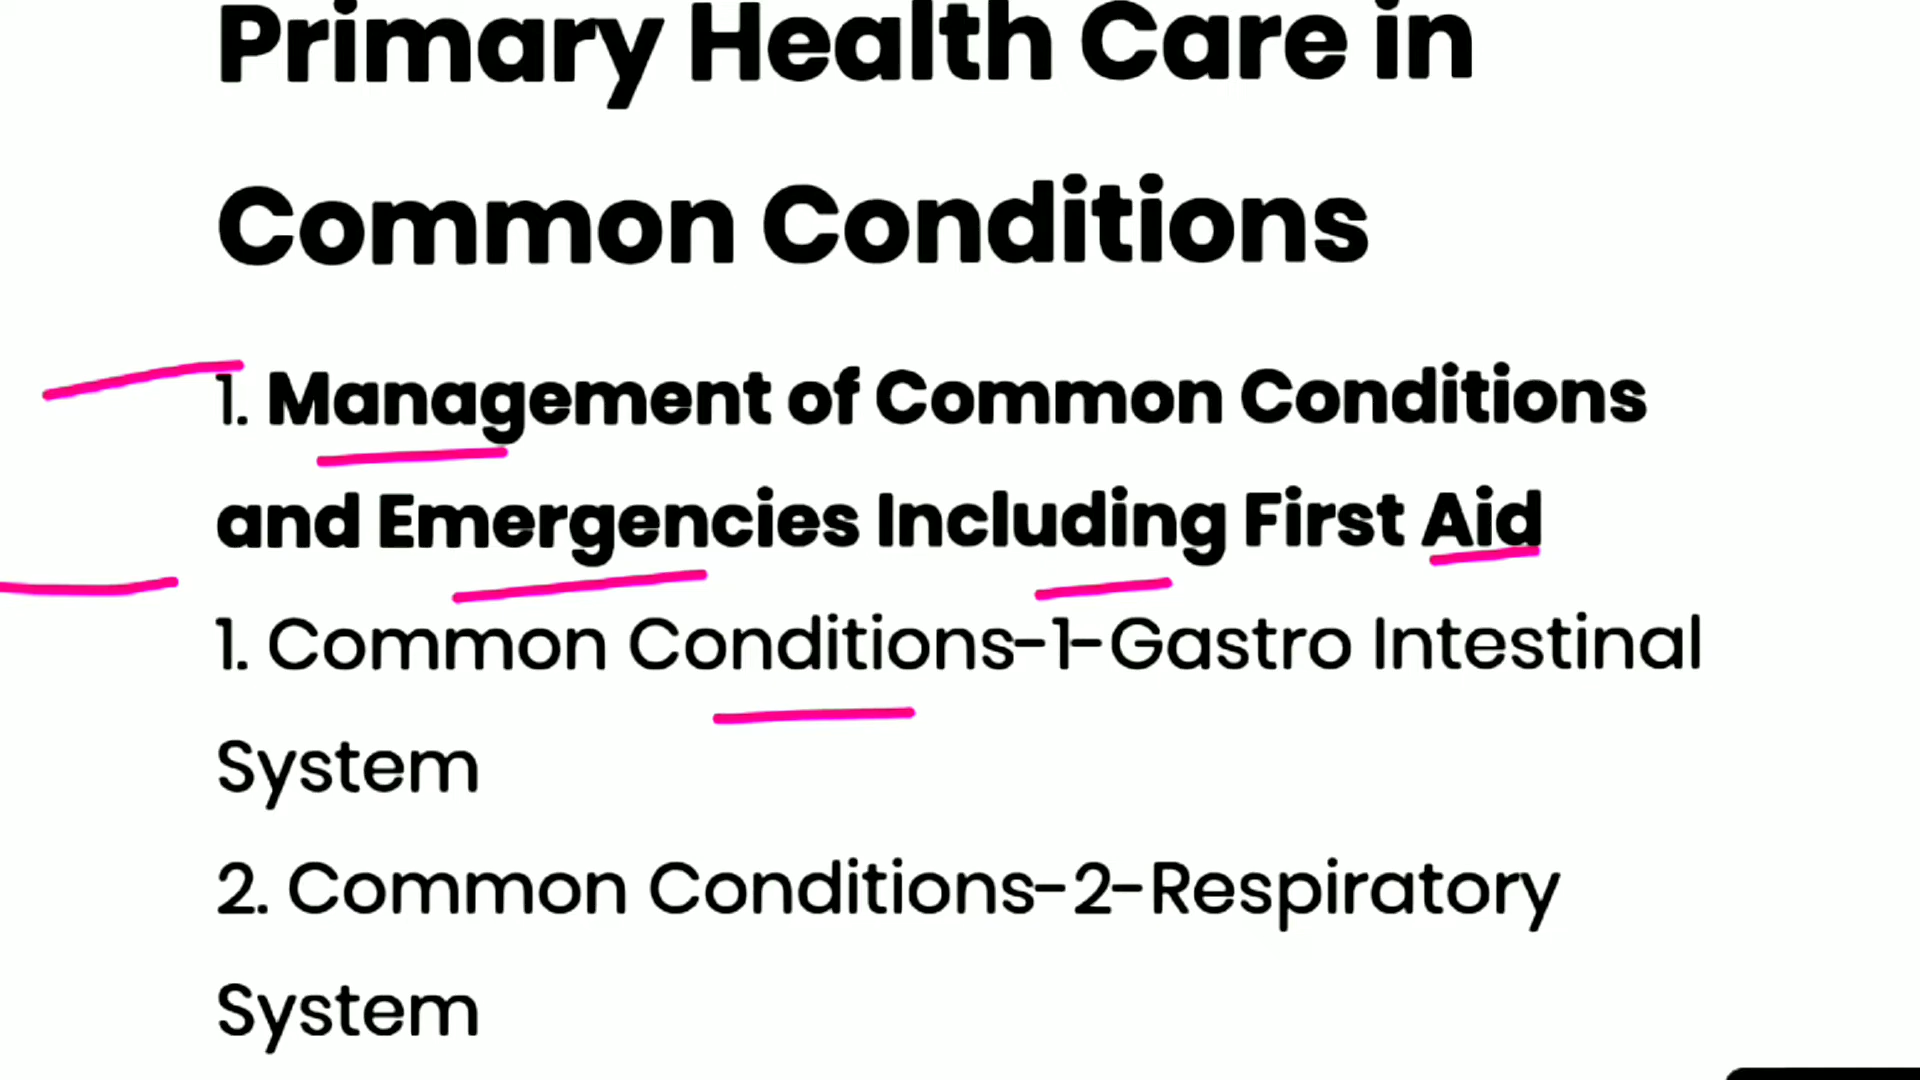 Primary Health Care in
Common Conditions
1. Management of Common Conditions
and Emergencies Including First Aid
1. Common Conditions-1-Gastro Intestinal
System
2. Common Conditions-2-Respiratory
System